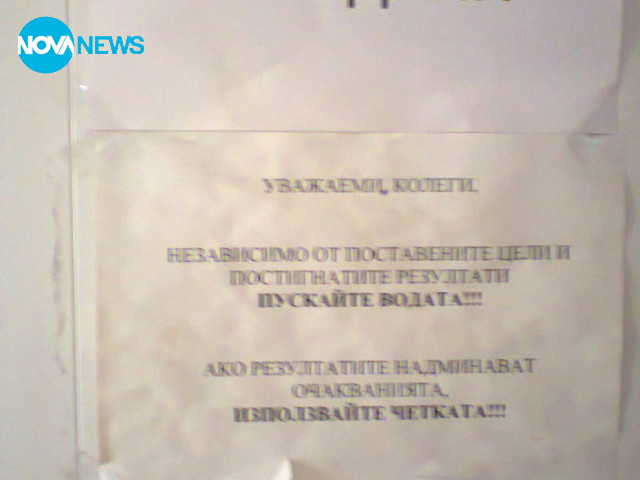 NOVA NEWS
УВАЖАЕМИ, КОЛЕГИ,
НЕЗАВИСИМО ОТ ПОСТАВЕНИТЕ ЦЕЛИ И
ПОСТИГНАТИТЕ РЕЗУЛТАТИ
ПУСКАЙТЕ ВОДАТА!!!
АКО РЕЗУЛТАТИТЕ НАДМИНАВАТ
ОЧАКВАНИЯТА,
ИЗПОЛЗВАЙТЕ ЧЕТКАТА!!!